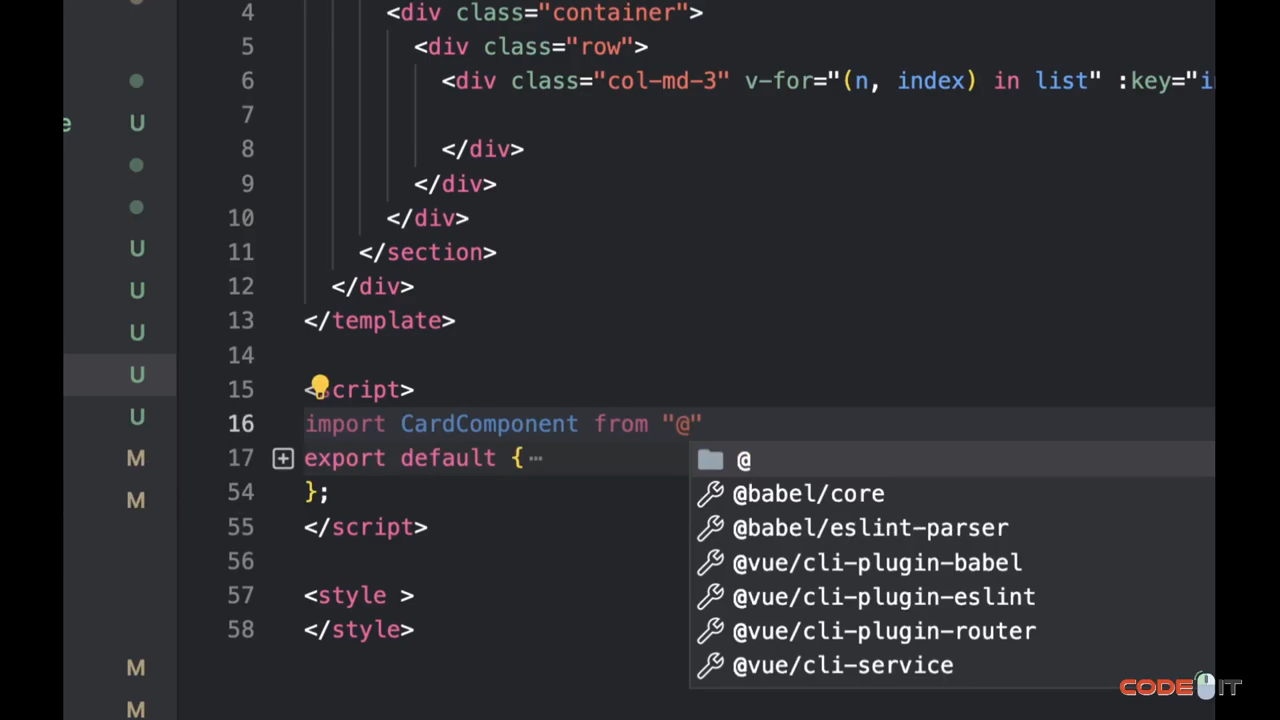 4 <div class="container">
5 <div class="row">
6 <div class="col-md-3" v-for="(n, index) in list" :key="i
e U 7
8 </div>
9 </div>
10 </div>
U 11 </section>
U 12 </div>
13 </template>
U 14
U 15 <script>
U 16 import CardComponent from "@"
M 17 export default { ⋯
@
M 54 };
@babel/core
55 </script>
@babel/eslint-parser
56
@vue/cli-plugin-babel
57 <style >
@vue/cli-plugin-eslint
58 </style>
@vue/cli-plugin-router
M
@vue/cli-service
M
CODE IT